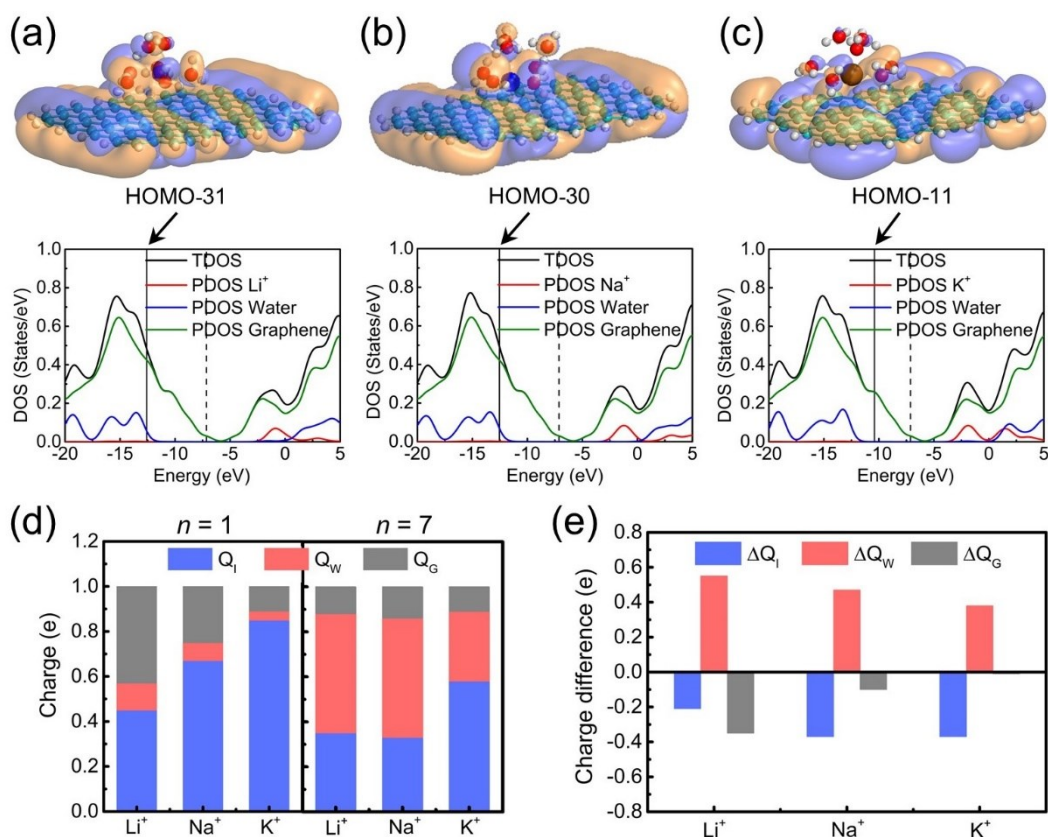 (a)
(b)
(c)
HOMO-31
HOMO-30
HOMO-11
1.0
0.8
0.6
0.4
0.2
0.0
DOS (States/eV)
TDOS
PDOS Li⁺
PDOS Water
PDOS Graphene
-20 -15 -10 -5 0 5
Energy (eV)
1.0
0.8
0.6
0.4
0.2
0.0
DOS (States/eV)
TDOS
PDOS Na⁺
PDOS Water
PDOS Graphene
-20 -15 -10 -5 0 5
Energy (eV)
1.0
0.8
0.6
0.4
0.2
0.0
DOS (States/eV)
TDOS
PDOS K⁺
PDOS Water
PDOS Graphene
-20 -15 -10 -5 0 5
Energy (eV)
(d)
n = 1 n = 7
Q_I Q_W Q_G
1.2
1.0
0.8
0.6
0.4
0.2
0.0
Charge (e)
Li⁺ Na⁺ K⁺ Li⁺ Na⁺ K⁺
(e)
ΔQ_I ΔQ_W ΔQ_G
0.8
0.6
0.4
0.2
0.0
-0.2
-0.4
-0.6
-0.8
Charge difference (e)
Li⁺ Na⁺ K⁺